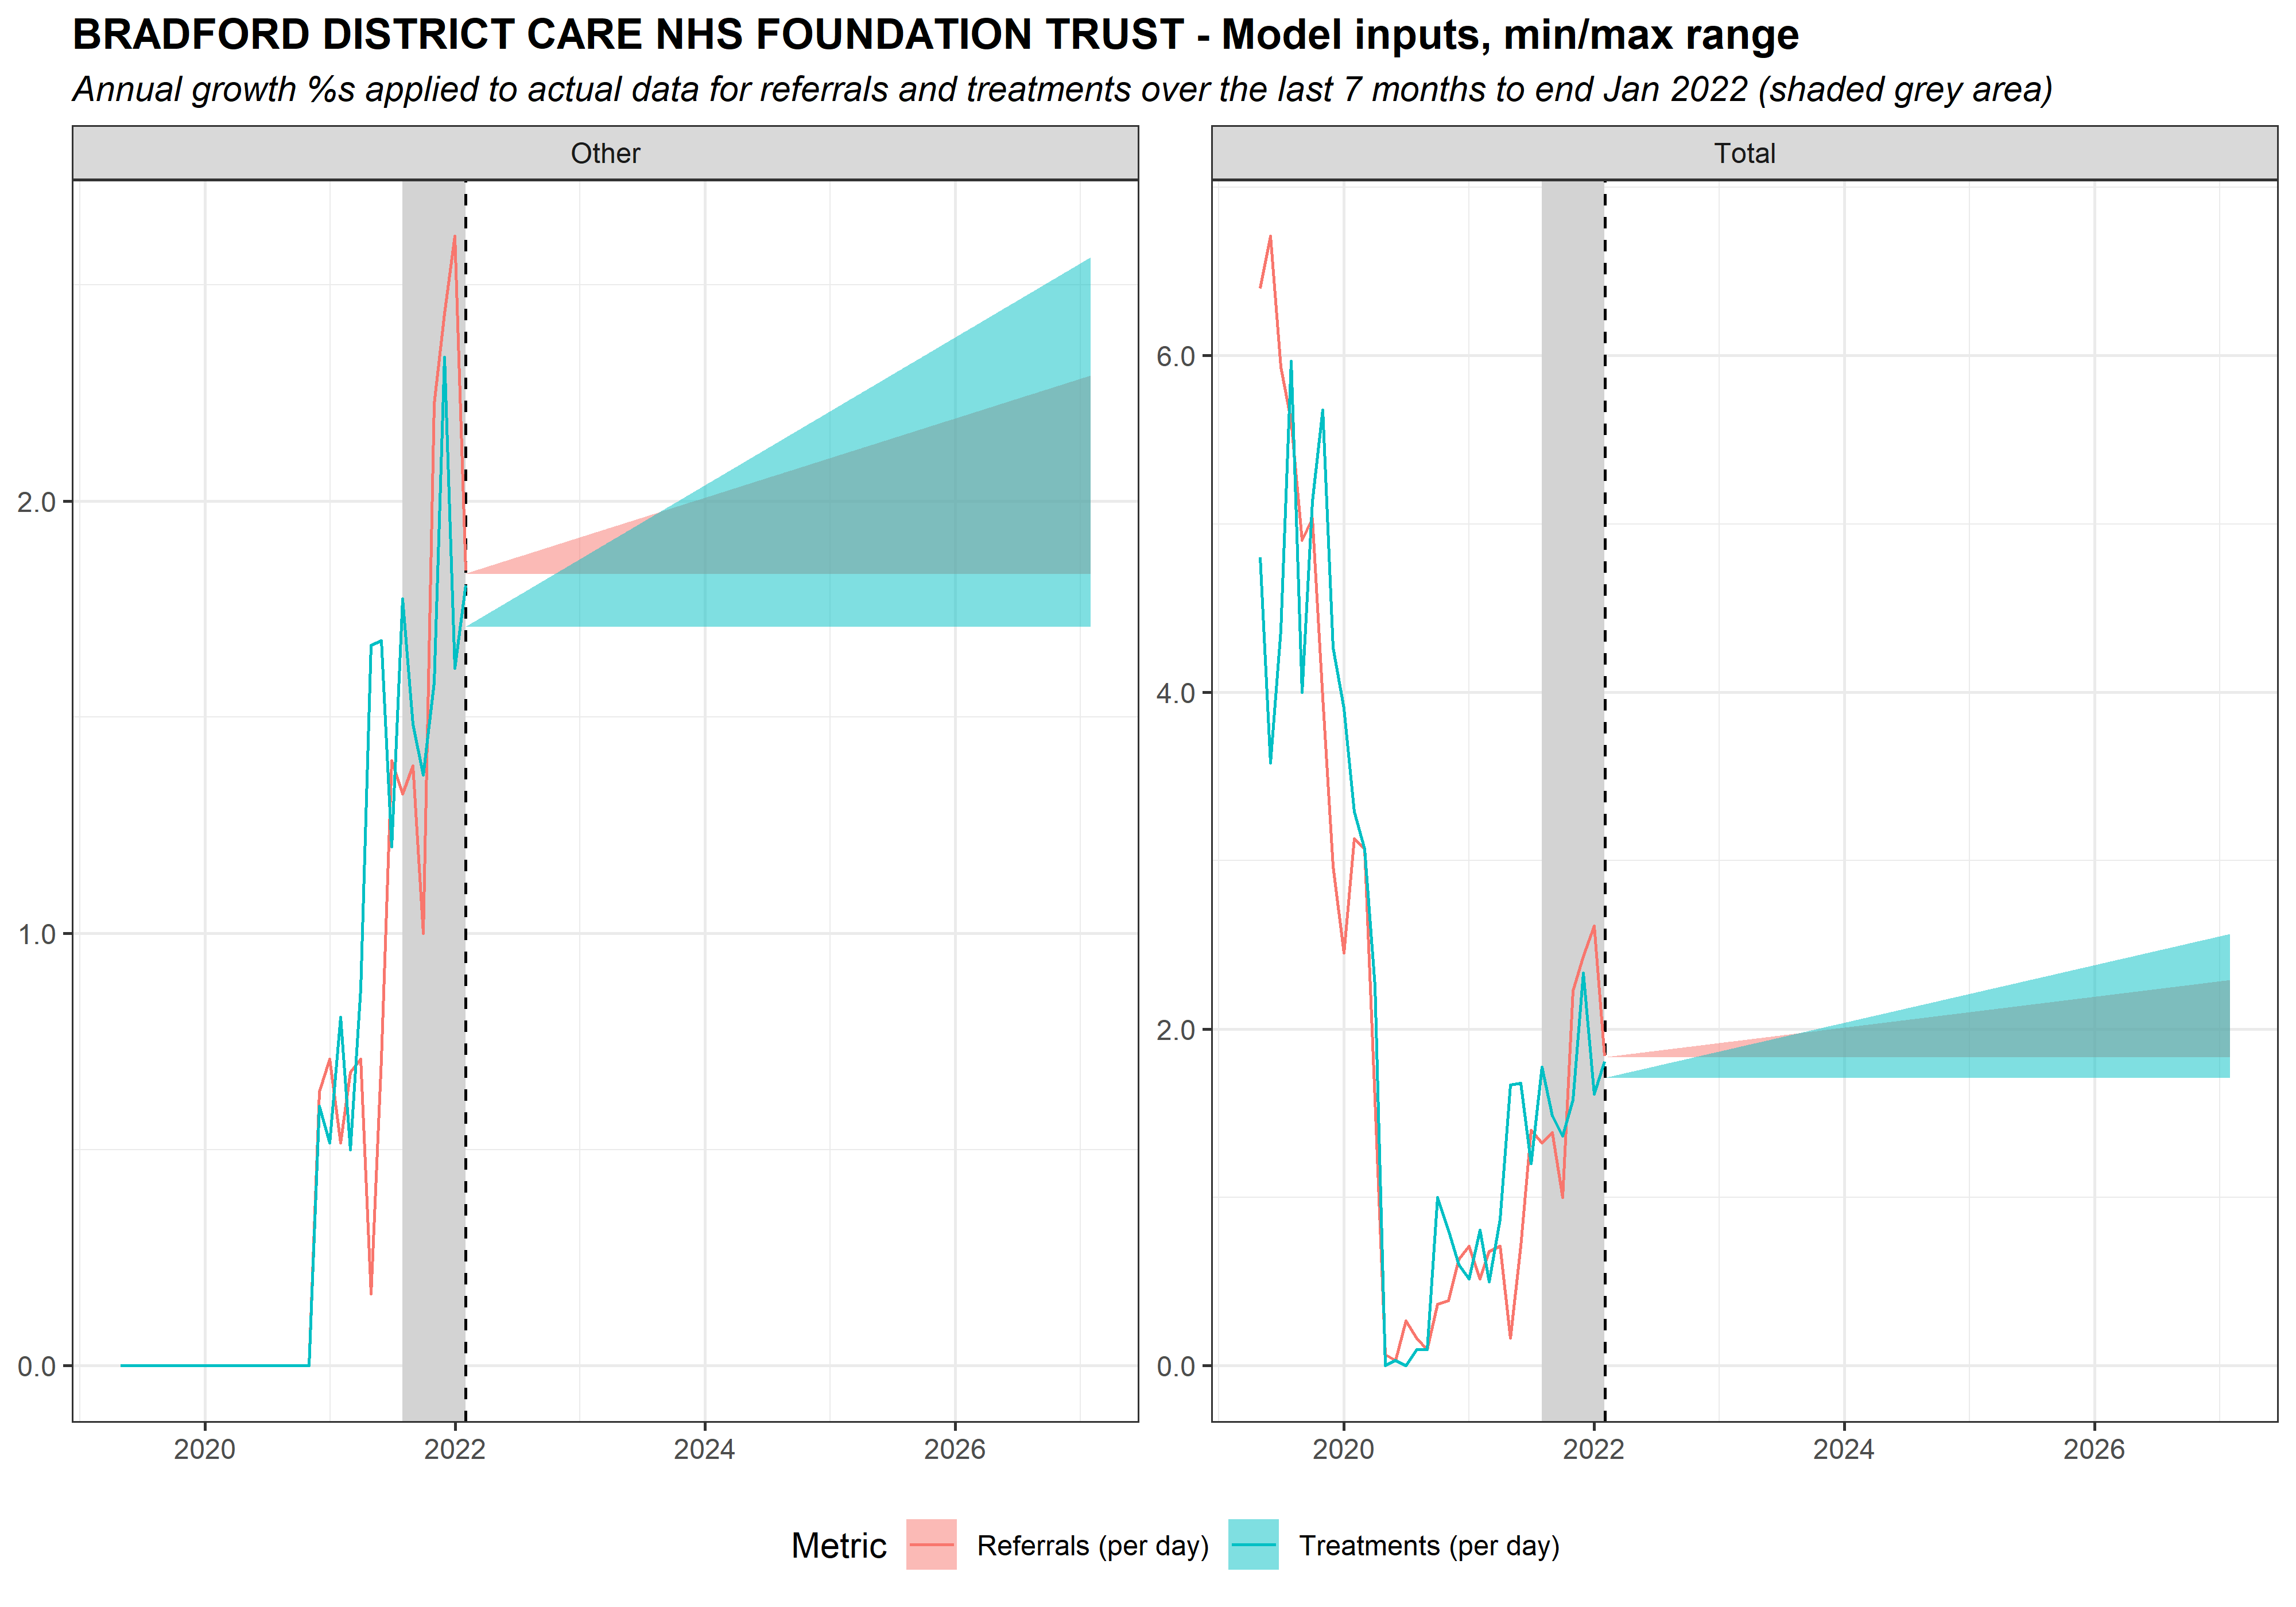 BRADFORD DISTRICT CARE NHS FOUNDATION TRUST - Model inputs, min/max range
Annual growth %s applied to actual data for referrals and treatments over the last 7 months to end Jan 2022 (shaded grey area)
Other
2.0
1.0
0.0
2020 2022 2024 2026
Total
6.0
4.0
2.0
0.0
2020 2022 2024 2026
Metric Referrals (per day) Treatments (per day)